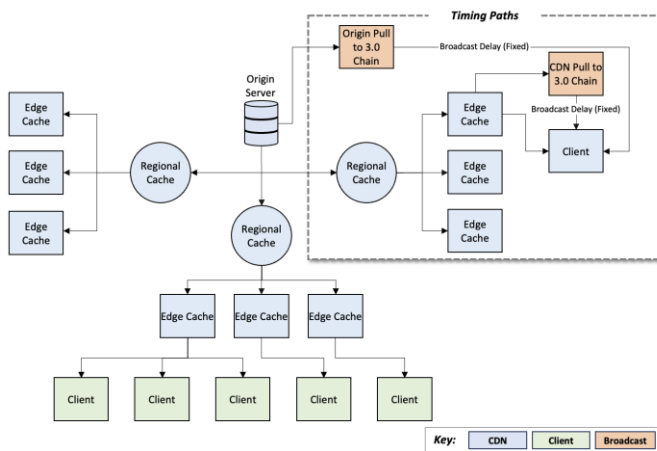 Timing Paths
Origin Pull
to 3.0
Chain
Broadcast Delay (Fixed)
CDN Pull to
3.0 Chain
Broadcast Delay (Fixed)
Origin
Server
Edge
Cache
Edge
Cache
Edge
Cache
Regional
Cache
Regional
Cache
Edge
Cache
Edge
Cache
Edge
Cache
Client
Regional
Cache
Edge Cache
Edge Cache
Edge Cache
Client
Client
Client
Client
Client
Key:
CDN
Client
Broadcast